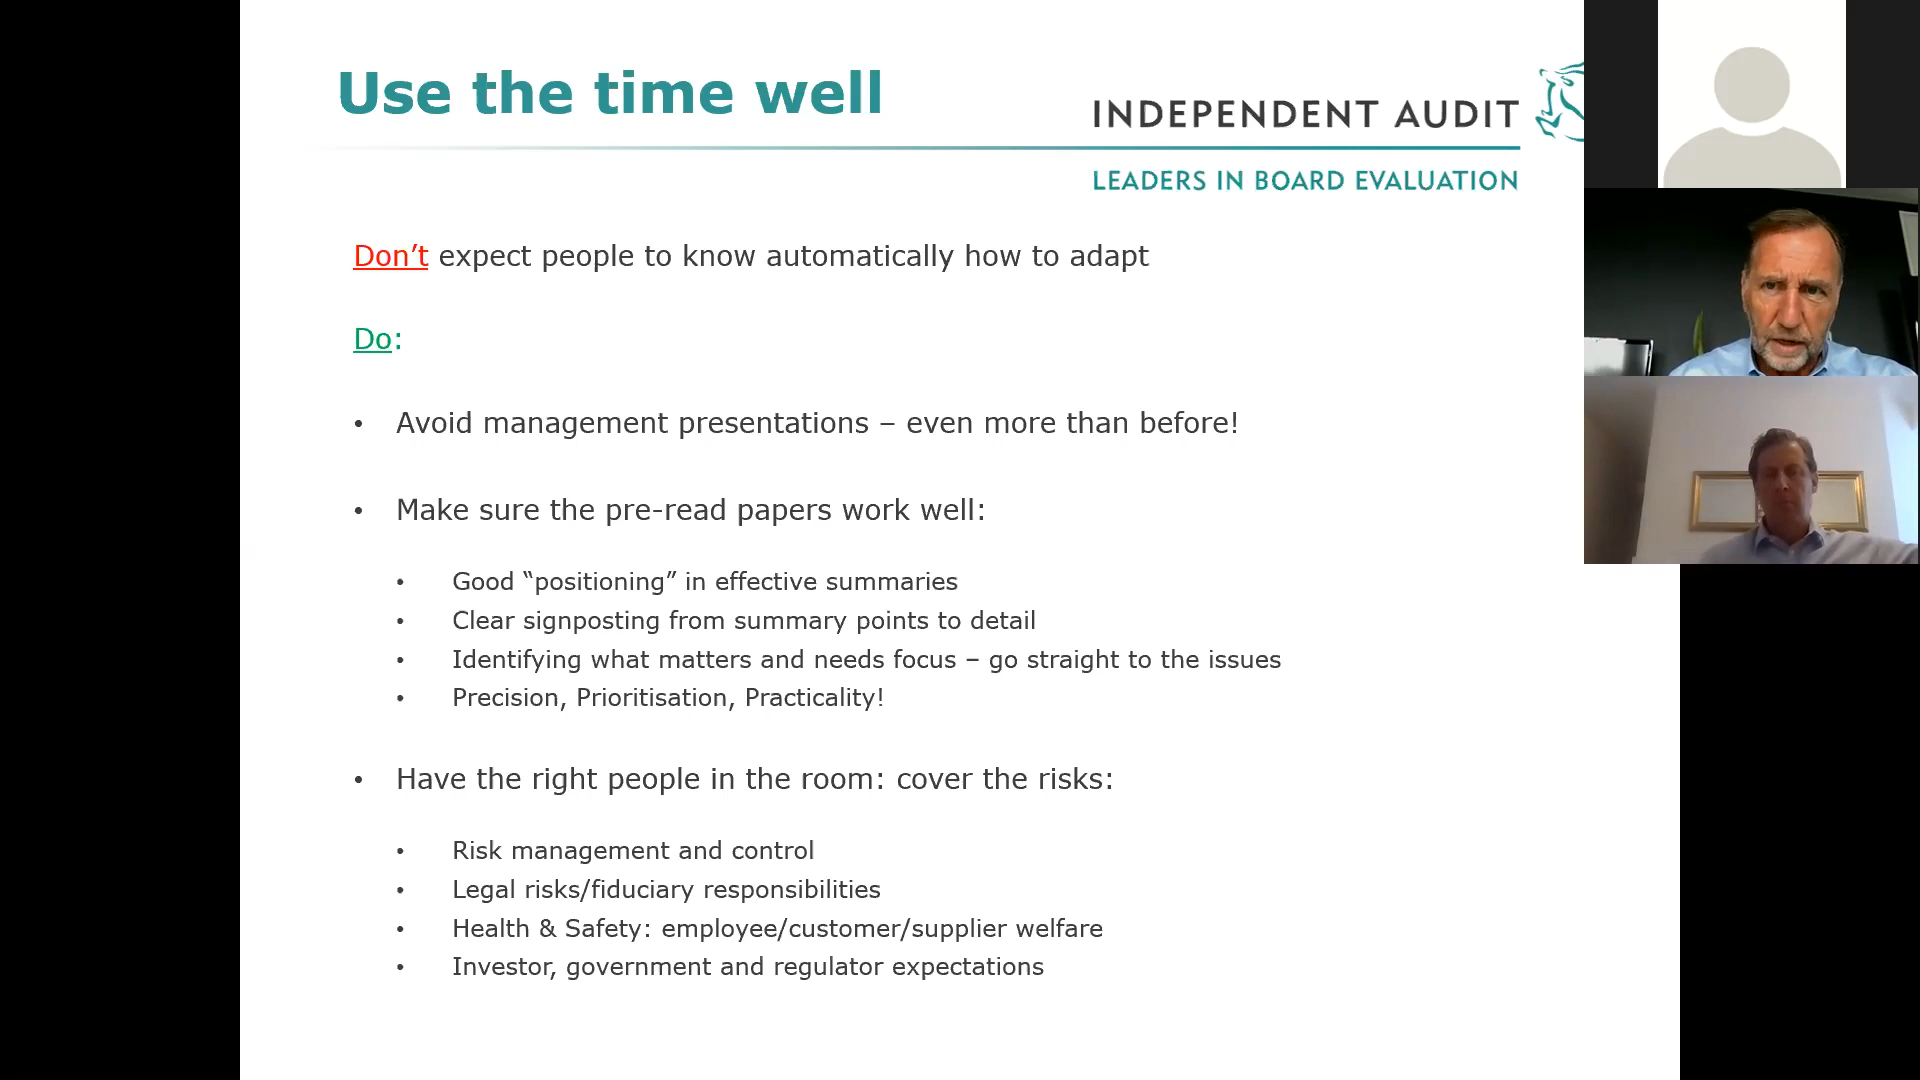 Use the time well
INDEPENDENT AUDIT
LEADERS IN BOARD EVALUATION
Don’t expect people to know automatically how to adapt
Do:
• Avoid management presentations – even more than before!
• Make sure the pre-read papers work well:
• Good “positioning” in effective summaries
• Clear signposting from summary points to detail
• Identifying what matters and needs focus – go straight to the issues
• Precision, Prioritisation, Practicality!
• Have the right people in the room: cover the risks:
• Risk management and control
• Legal risks/fiduciary responsibilities
• Health & Safety: employee/customer/supplier welfare
• Investor, government and regulator expectations